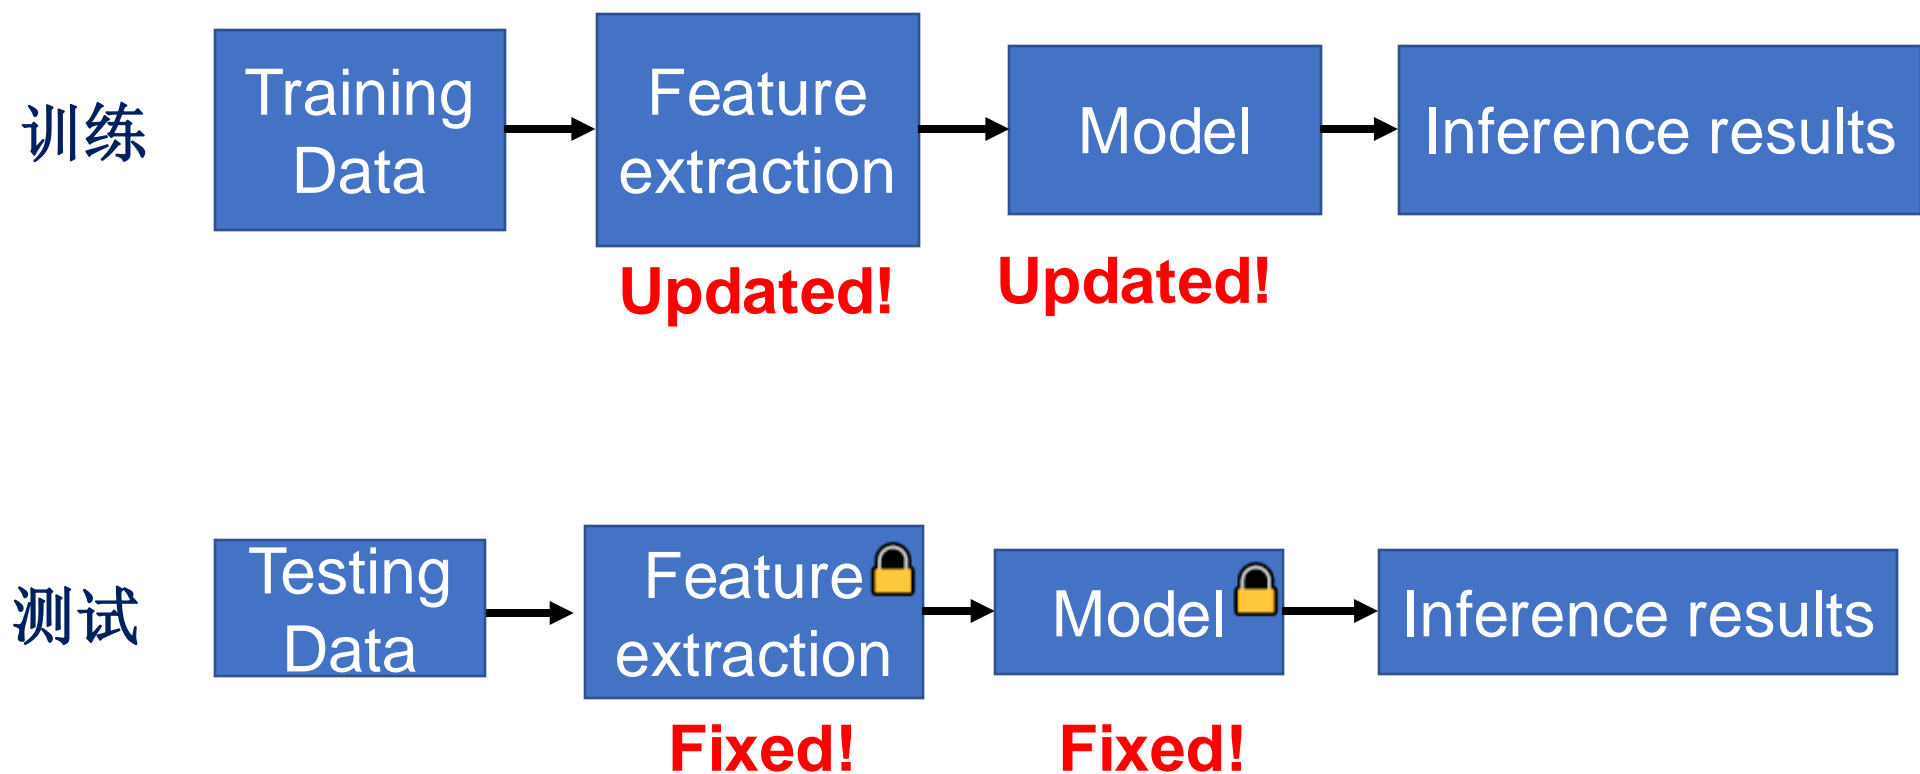 训练
Training
Data
Feature
extraction
Model
Inference results
Updated!
Updated!
测试
Testing
Data
Feature
extraction
Model
Inference results
Fixed!
Fixed!